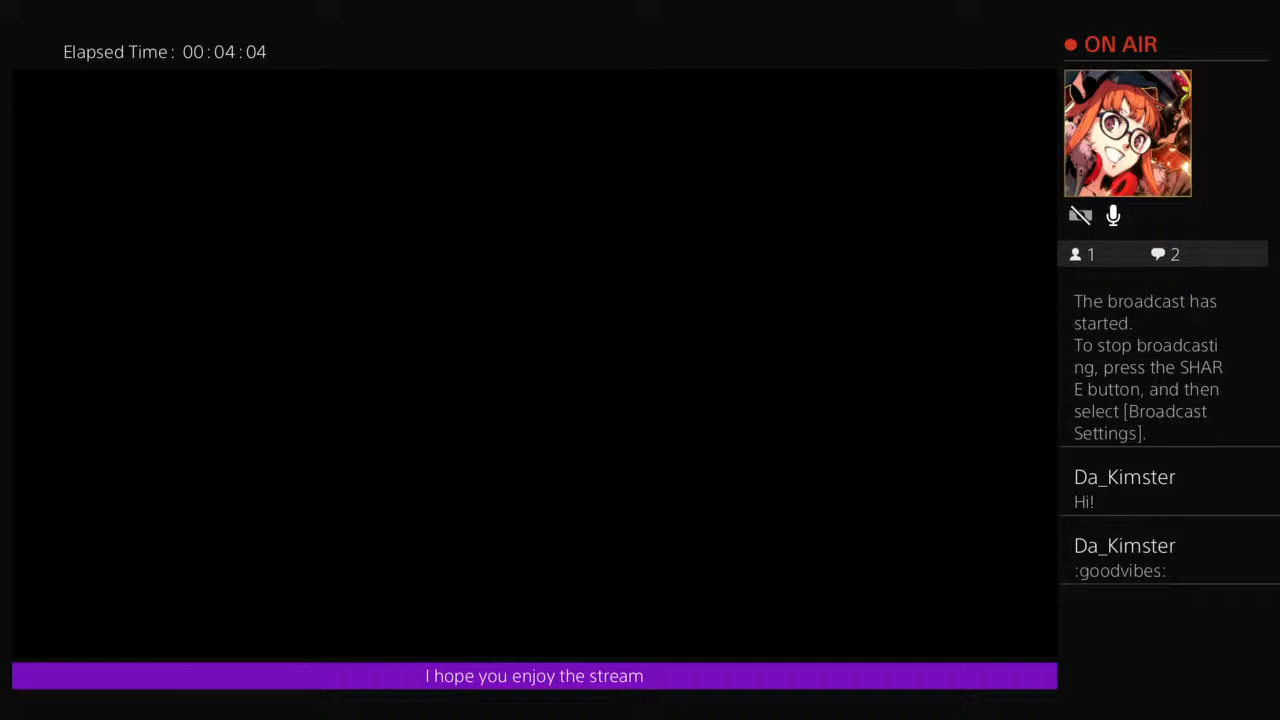 Elapsed Time: 00:04:04
ON AIR
1 2
The broadcast has
started.
To stop broadcasti
ng, press the SHAR
E button, and then
select [Broadcast
Settings].
Da_Kimster
Hi!
Da_Kimster
:goodvibes:
I hope you enjoy the stream